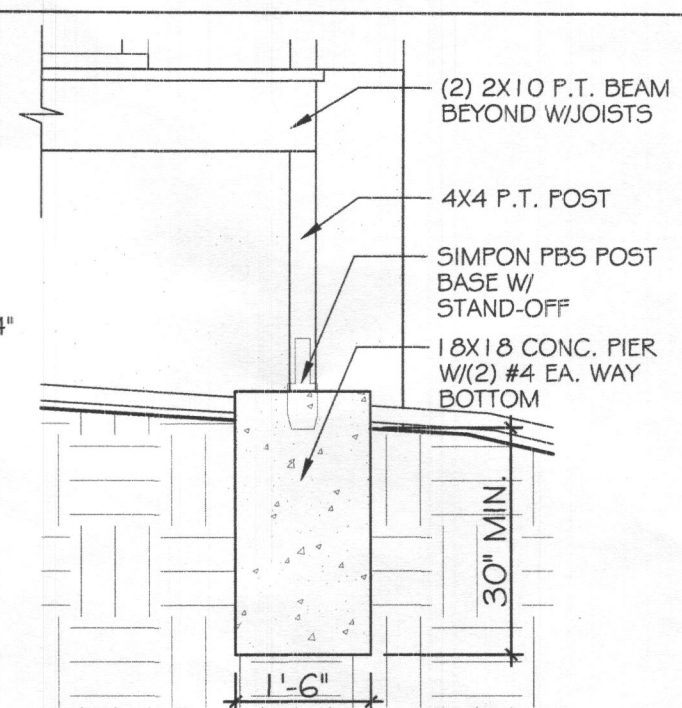 (2) 2X10 P.T. BEAM
BEYOND W/JOISTS
4X4 P.T. POST
SIMPON PBS POST
BASE W/
STAND-OFF
4"
18X18 CONC. PIER
W/(2) #4 EA. WAY
BOTTOM
30" MIN.
1'-6"